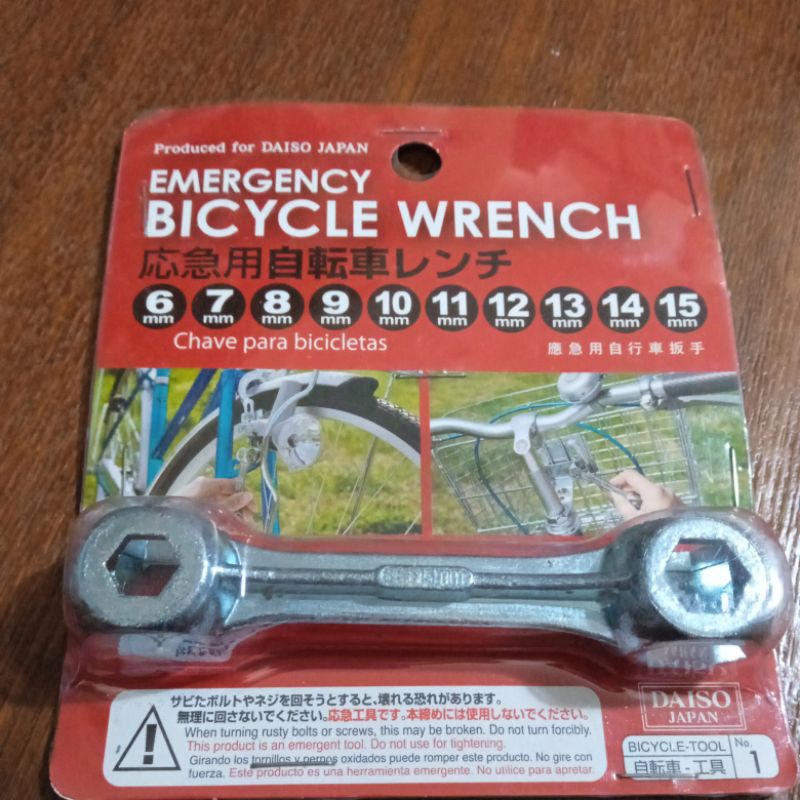 Produced for DAISO JAPAN
EMERGENCY
BICYCLE WRENCH
応急用自転車レンチ
6 mm 7 mm 8 mm 9 mm 10 mm 11 mm 12 mm 13 mm 14 mm 15 mm
Chave para bicicletas
應急用自行車扳手
サビたボルトやネジを回そうとすると、壊れる恐れがあります。
無理に回さないでください。応急工具です。本締めには使用しないでください。
When turning rusty bolts or screws, this may be broken. Do not turn forcibly.
This product is an emergent tool. Do not use for tightening.
Girando los tornillos y pernos oxidados puede romper este producto. No gire con
fuerza. Este producto es una herramienta emergente. No utilice para apretar.
DAISO
JAPAN
BICYCLE-TOOL
自転車-工具
No.
1